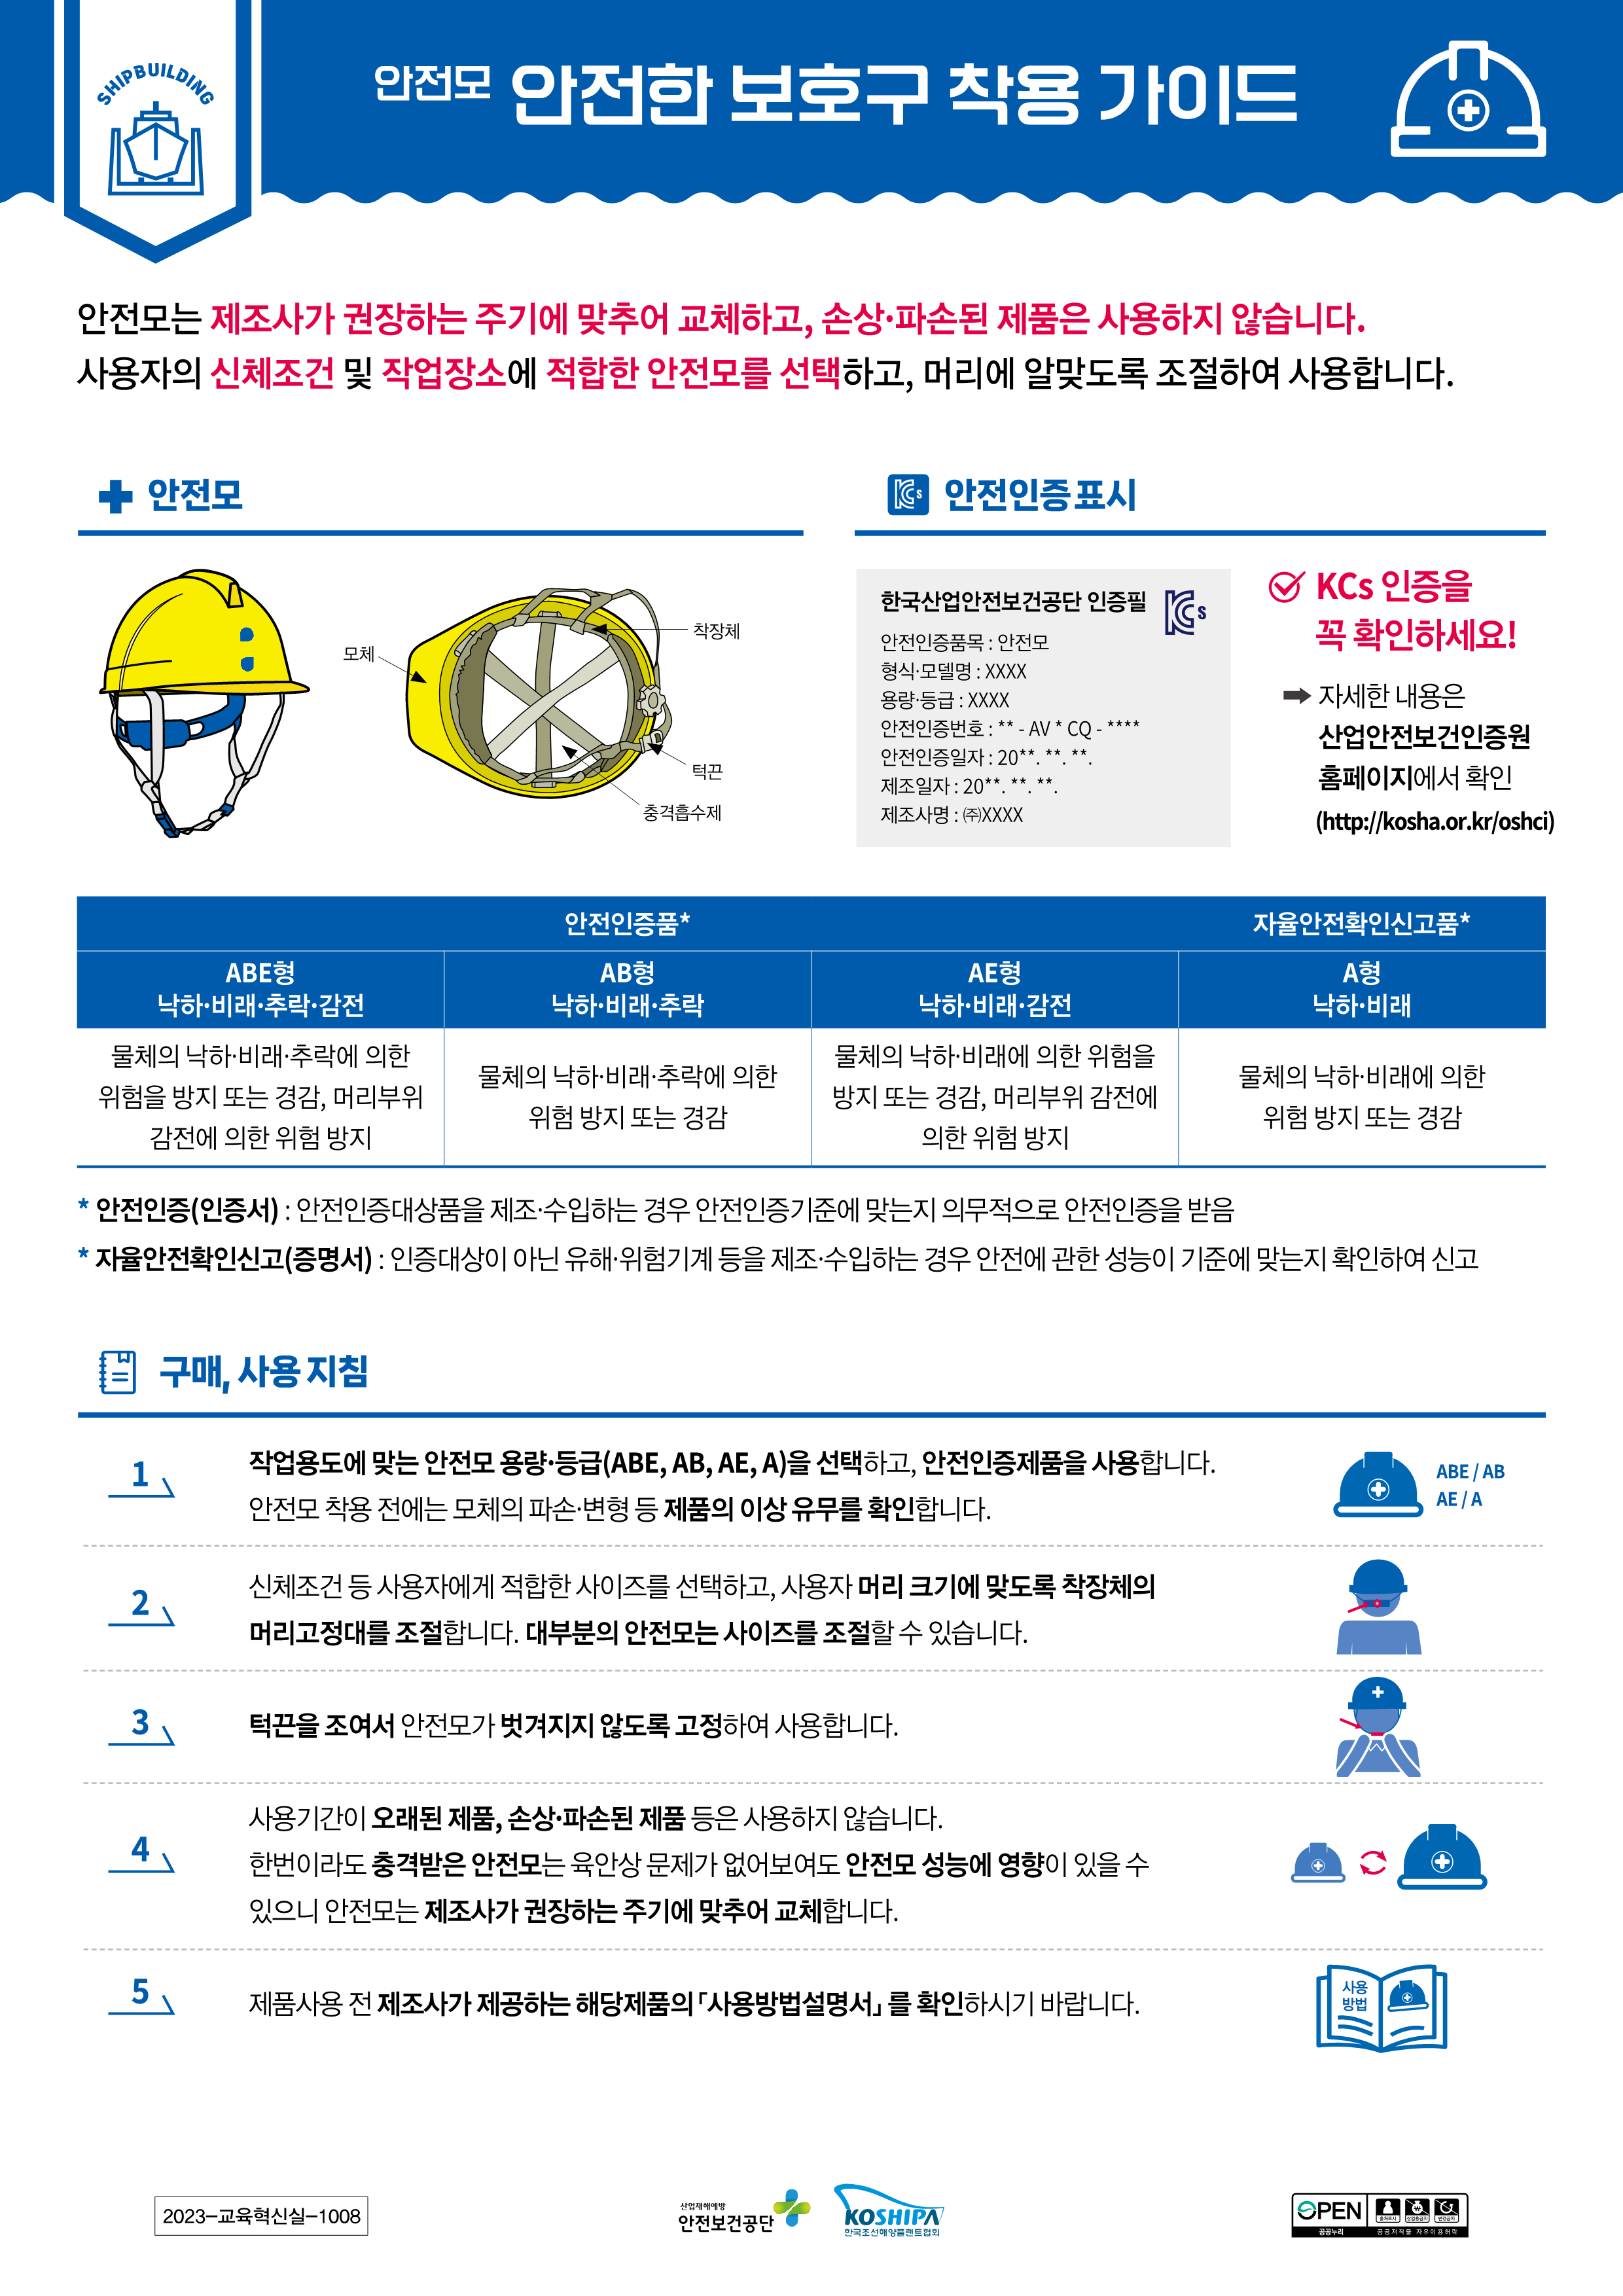 SHIPBUILDING
안전모 안전한 보호구 착용 가이드
안전모는 제조사가 권장하는 주기에 맞추어 교체하고, 손상·파손된 제품은 사용하지 않습니다.
사용자의 신체조건 및 작업장소에 적합한 안전모를 선택하고, 머리에 알맞도록 조절하여 사용합니다.
안전모
모체
착장체
턱끈
충격흡수제
KCs 안전인증 표시
한국산업안전보건공단 인증필 KCs
안전인증품목 : 안전모
형식·모델명 : XXXX
용량·등급 : XXXX
안전인증번호 : ** - AV * CQ - ****
안전인증일자 : 20**. **. **.
제조일자 : 20**. **. **.
제조사명 : ㈜XXXX
KCs 인증을
꼭 확인하세요!
➡ 자세한 내용은
산업안전보건인증원
홈페이지에서 확인
(http://kosha.or.kr/oshci)
안전인증품* 자율안전확인신고품*
ABE형 AB형 AE형 A형
낙하·비래·추락·감전 낙하·비래·추락 낙하·비래·감전 낙하·비래
물체의 낙하·비래·추락에 의한
위험을 방지 또는 경감, 머리부위
감전에 의한 위험 방지
물체의 낙하·비래·추락에 의한
위험 방지 또는 경감
물체의 낙하·비래에 의한 위험을
방지 또는 경감, 머리부위 감전에
의한 위험 방지
물체의 낙하·비래에 의한
위험 방지 또는 경감
* 안전인증(인증서) : 안전인증대상품을 제조·수입하는 경우 안전인증기준에 맞는지 의무적으로 안전인증을 받음
* 자율안전확인신고(증명서) : 인증대상이 아닌 유해·위험기계 등을 제조·수입하는 경우 안전에 관한 성능이 기준에 맞는지 확인하여 신고
구매, 사용 지침
1
작업용도에 맞는 안전모 용량·등급(ABE, AB, AE, A)을 선택하고, 안전인증제품을 사용합니다.
안전모 착용 전에는 모체의 파손·변형 등 제품의 이상 유무를 확인합니다.
ABE / AB
AE / A
2
신체조건 등 사용자에게 적합한 사이즈를 선택하고, 사용자 머리 크기에 맞도록 착장체의
머리고정대를 조절합니다. 대부분의 안전모는 사이즈를 조절할 수 있습니다.
3
턱끈을 조여서 안전모가 벗겨지지 않도록 고정하여 사용합니다.
4
사용기간이 오래된 제품, 손상·파손된 제품 등은 사용하지 않습니다.
한번이라도 충격받은 안전모는 육안상 문제가 없어보여도 안전모 성능에 영향이 있을 수
있으니 안전모는 제조사가 권장하는 주기에 맞추어 교체합니다.
5
제품사용 전 제조사가 제공하는 해당제품의 「사용방법설명서」 를 확인하시기 바랍니다.
사용
방법
2023-교육혁신실-1008
산업재해예방
안전보건공단
KOSHIPA
한국조선해양플랜트협회
OPEN
출처표시 상업용금지 변경금지
공공누리 공공저작물 자유이용허락